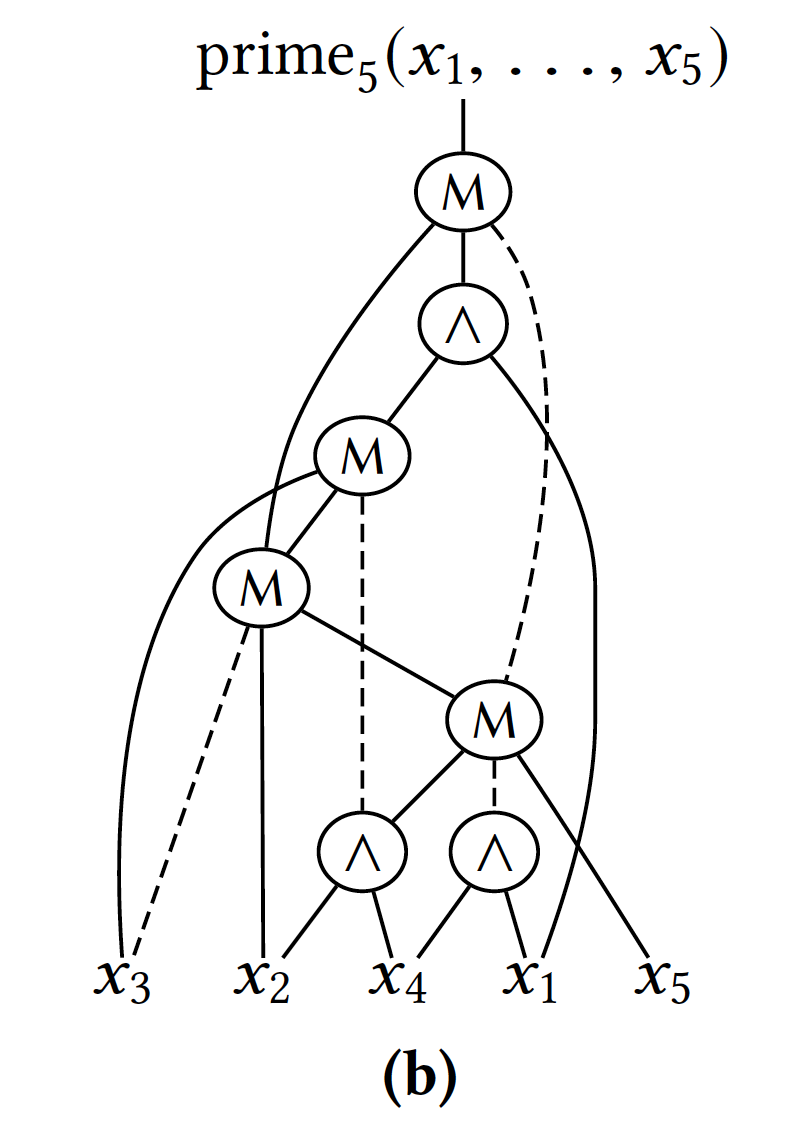 prime₅(x₁, . . . , x₅)
M
∧
M
M
M
∧ ∧
x₃ x₂ x₄ x₁ x₅
(b)